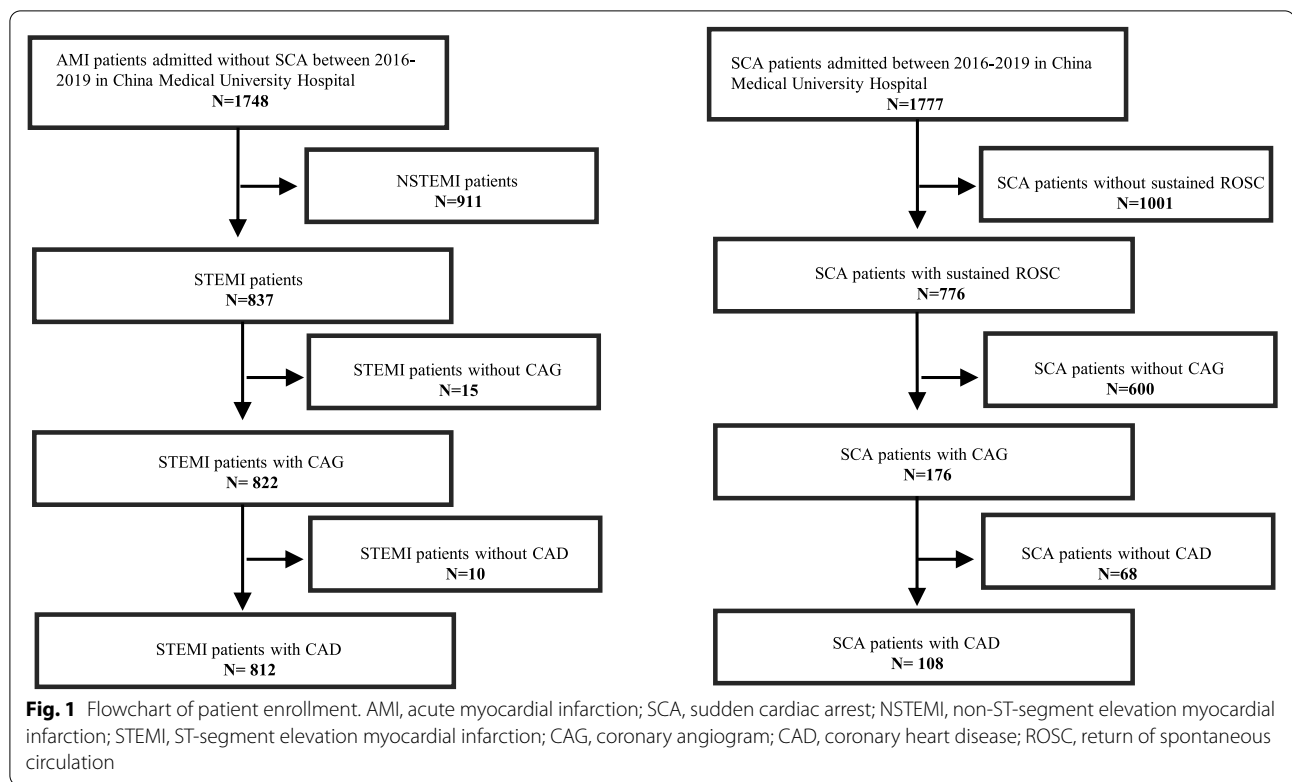 AMI patients admitted without SCA between 2016-
2019 in China Medical University Hospital
N=1748
NSTEMI patients
N=911
STEMI patients
N=837
STEMI patients without CAG
N=15
STEMI patients with CAG
N= 822
STEMI patients without CAD
N=10
STEMI patients with CAD
N= 812
SCA patients admitted between 2016-2019 in China
Medical University Hospital
N=1777
SCA patients without sustained ROSC
N=1001
SCA patients with sustained ROSC
N=776
SCA patients without CAG
N=600
SCA patients with CAG
N=176
SCA patients without CAD
N=68
SCA patients with CAD
N= 108
Fig. 1 Flowchart of patient enrollment. AMI, acute myocardial infarction; SCA, sudden cardiac arrest; NSTEMI, non-ST-segment elevation myocardial
infarction; STEMI, ST-segment elevation myocardial infarction; CAG, coronary angiogram; CAD, coronary heart disease; ROSC, return of spontaneous
circulation